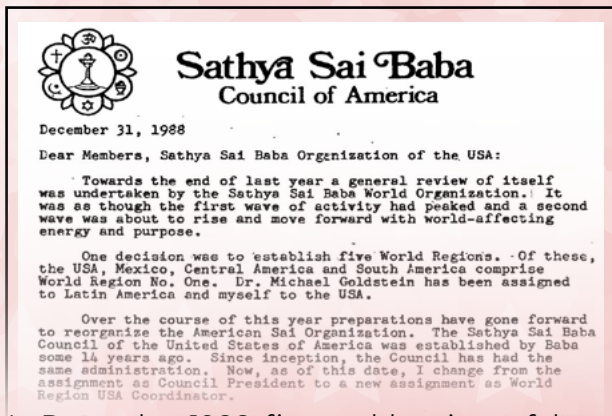 Sathya Sai Baba
Council of America
December 31, 1988
Dear Members, Sathya Sai Baba Organization of the USA:
Towards the end of last year a general review of itself
was undertaken by the Sathya Sai Baba World Organization. It
was as though the first wave of activity had peaked and a second
wave was about to rise and move forward with world-affecting
energy and purpose.
One decision was to establish five World Regions. Of these,
the USA, Mexico, Central America and South America comprise
World Region No. One. Dr. Michael Goldstein has been assigned
to Latin America and myself to the USA.
Over the course of this year preparations have gone forward
to reorganize the American Sai Organization. The Sathya Sai Baba
Council of the United States of America was established by Baba
some 14 years ago. Since inception, the Council has had the
same administration. Now, as of this date, I change from the
assignment as Council President to a new assignment as World
Region USA Coordinator.